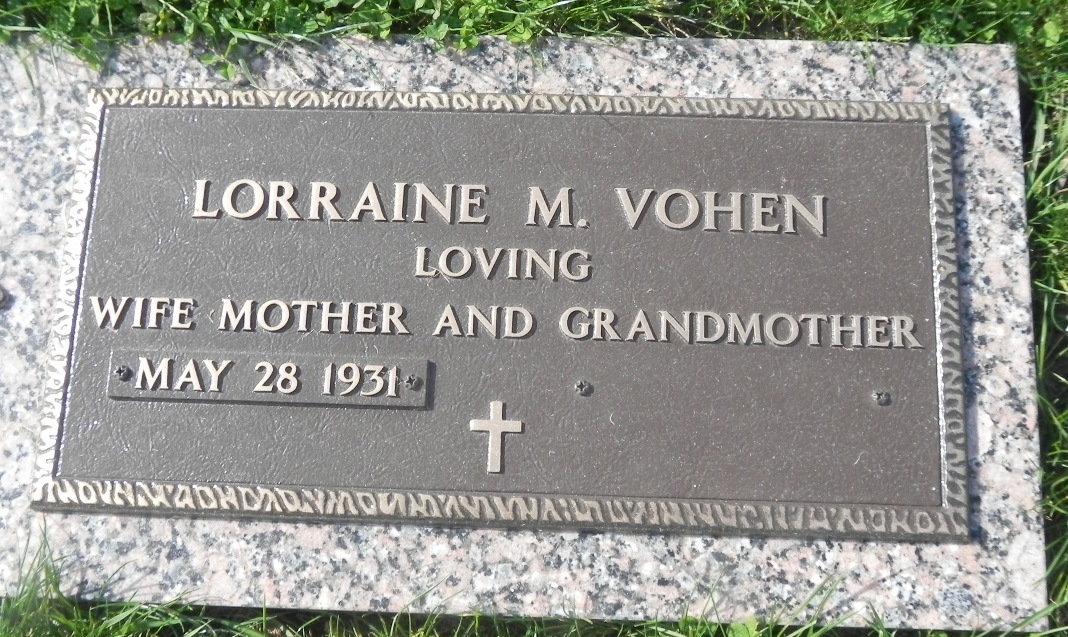 LORRAINE M. VOHEN
LOVING
WIFE MOTHER AND GRANDMOTHER
MAY 28 1931